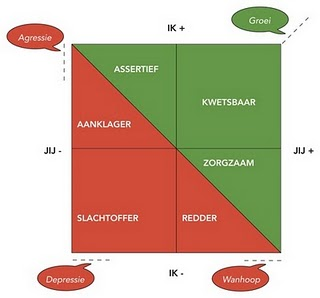 Groei
IK +
Agressie
ASSERTIEF
KWETSBAAR
AANKLAGER
JIJ -
JIJ +
ZORGZAAM
SLACHTOFFER
REDDER
Depressie
IK -
Wanhoop